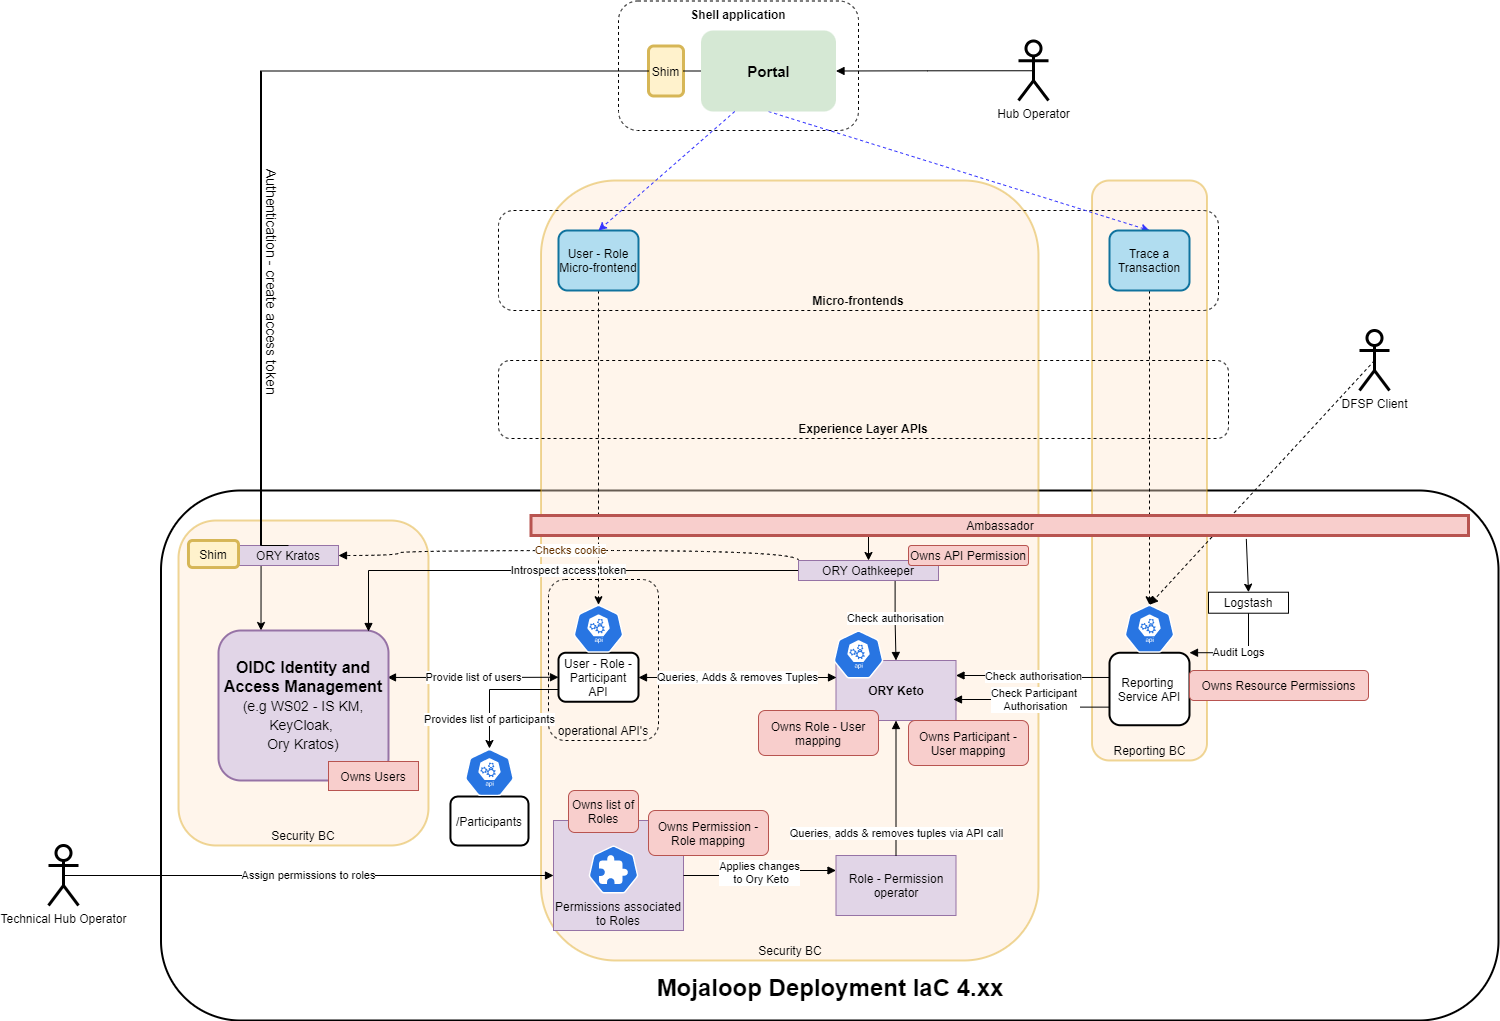 Shell application
Shim
Portal
Hub Operator
Authentication - create access token
User - Role
Micro-frontend
Trace a
Transaction
Micro-frontends
DFSP Client
Experience Layer APIs
Ambassador
Shim
ORY Kratos
Checks cookie
Owns API Permission
Introspect access token
ORY Oathkeeper
Logstash
Check authorisation
api
api
api
Audit Logs
OIDC Identity and
Access Management
(e.g WS02 - IS KM,
KeyCloak,
Ory Kratos)
Provide list of users
User - Role -
Participant
API
Queries, Adds & removes Tuples
ORY Keto
Check authorisation
Check Participant
Authorisation
Reporting
Service API
Owns Resource Permissions
Provides list of participants
operational API's
Owns Role - User
mapping
Owns Participant -
User mapping
Reporting BC
Owns Users
api
/Participants
Security BC
Owns list of
Roles
Owns Permission -
Role mapping
Queries, adds & removes tuples via API call
Technical Hub Operator
Assign permissions to roles
Permissions associated
to Roles
Applies changes
to Ory Keto
Role - Permission
operator
Security BC
Mojaloop Deployment IaC 4.xx